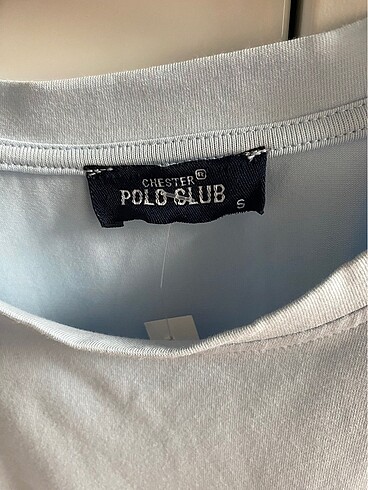 CHESTER ®
POLO CLUB
S